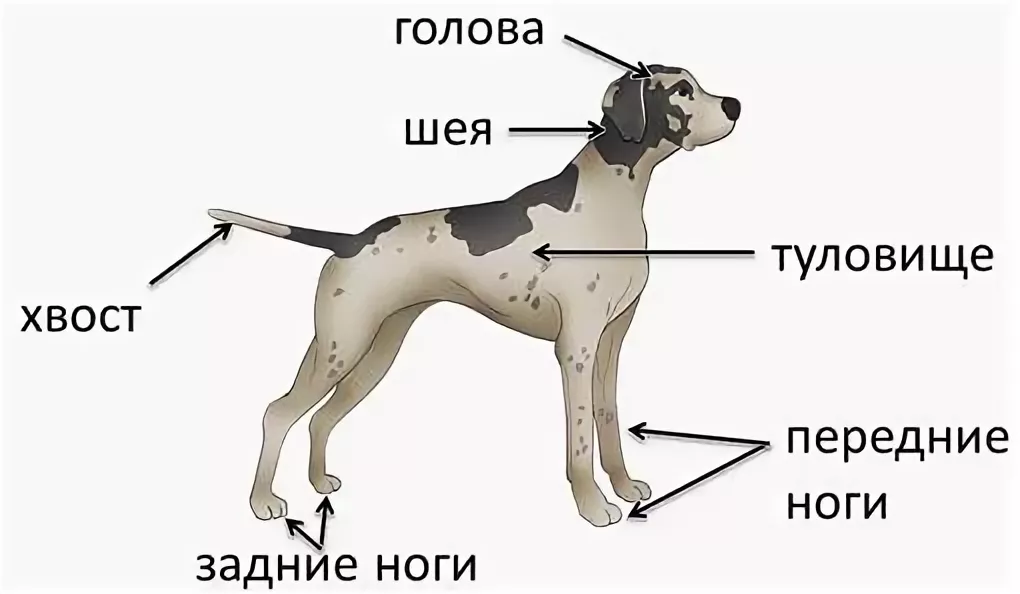 голова
шея
туловище
хвост
передние
ноги
задние ноги